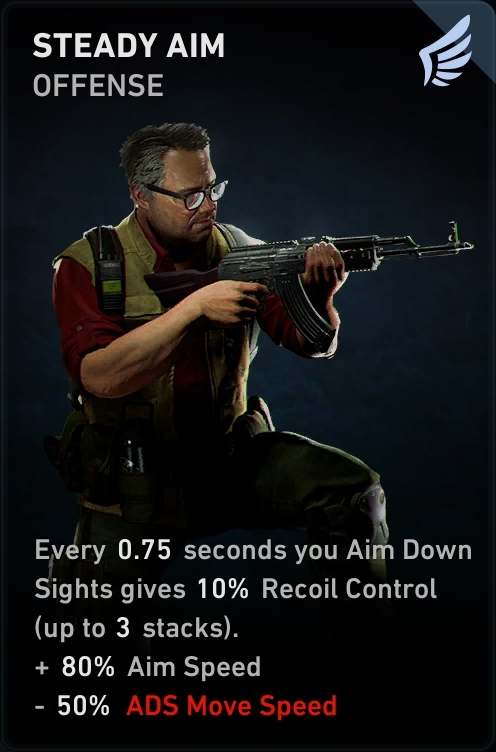 STEADY AIM
OFFENSE
Every 0.75 seconds you Aim Down
Sights gives 10% Recoil Control
(up to 3 stacks).
+ 80% Aim Speed
- 50% ADS Move Speed